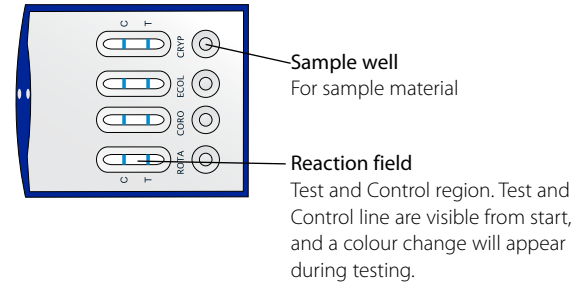 C T
CRYP
ECOL
CORO
ROTA
C T
Sample well
For sample material
Reaction field
Test and Control region. Test and
Control line are visible from start,
and a colour change will appear
during testing.